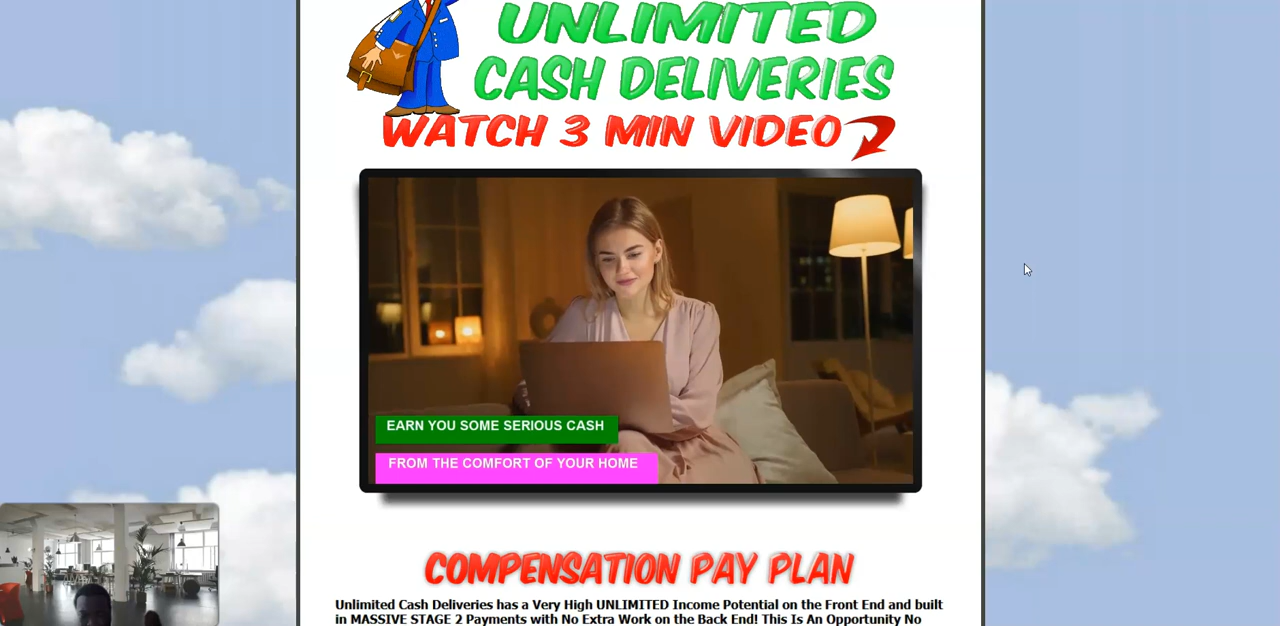 UNLIMITED
CASH DELIVERIES
WATCH 3 MIN VIDEO
EARN YOU SOME SERIOUS CASH
FROM THE COMFORT OF YOUR HOME
COMPENSATION PAY PLAN
Unlimited Cash Deliveries has a Very High UNLIMITED Income Potential on the Front End and built
in MASSIVE STAGE 2 Payments with No Extra Work on the Back End! This Is An Opportunity No